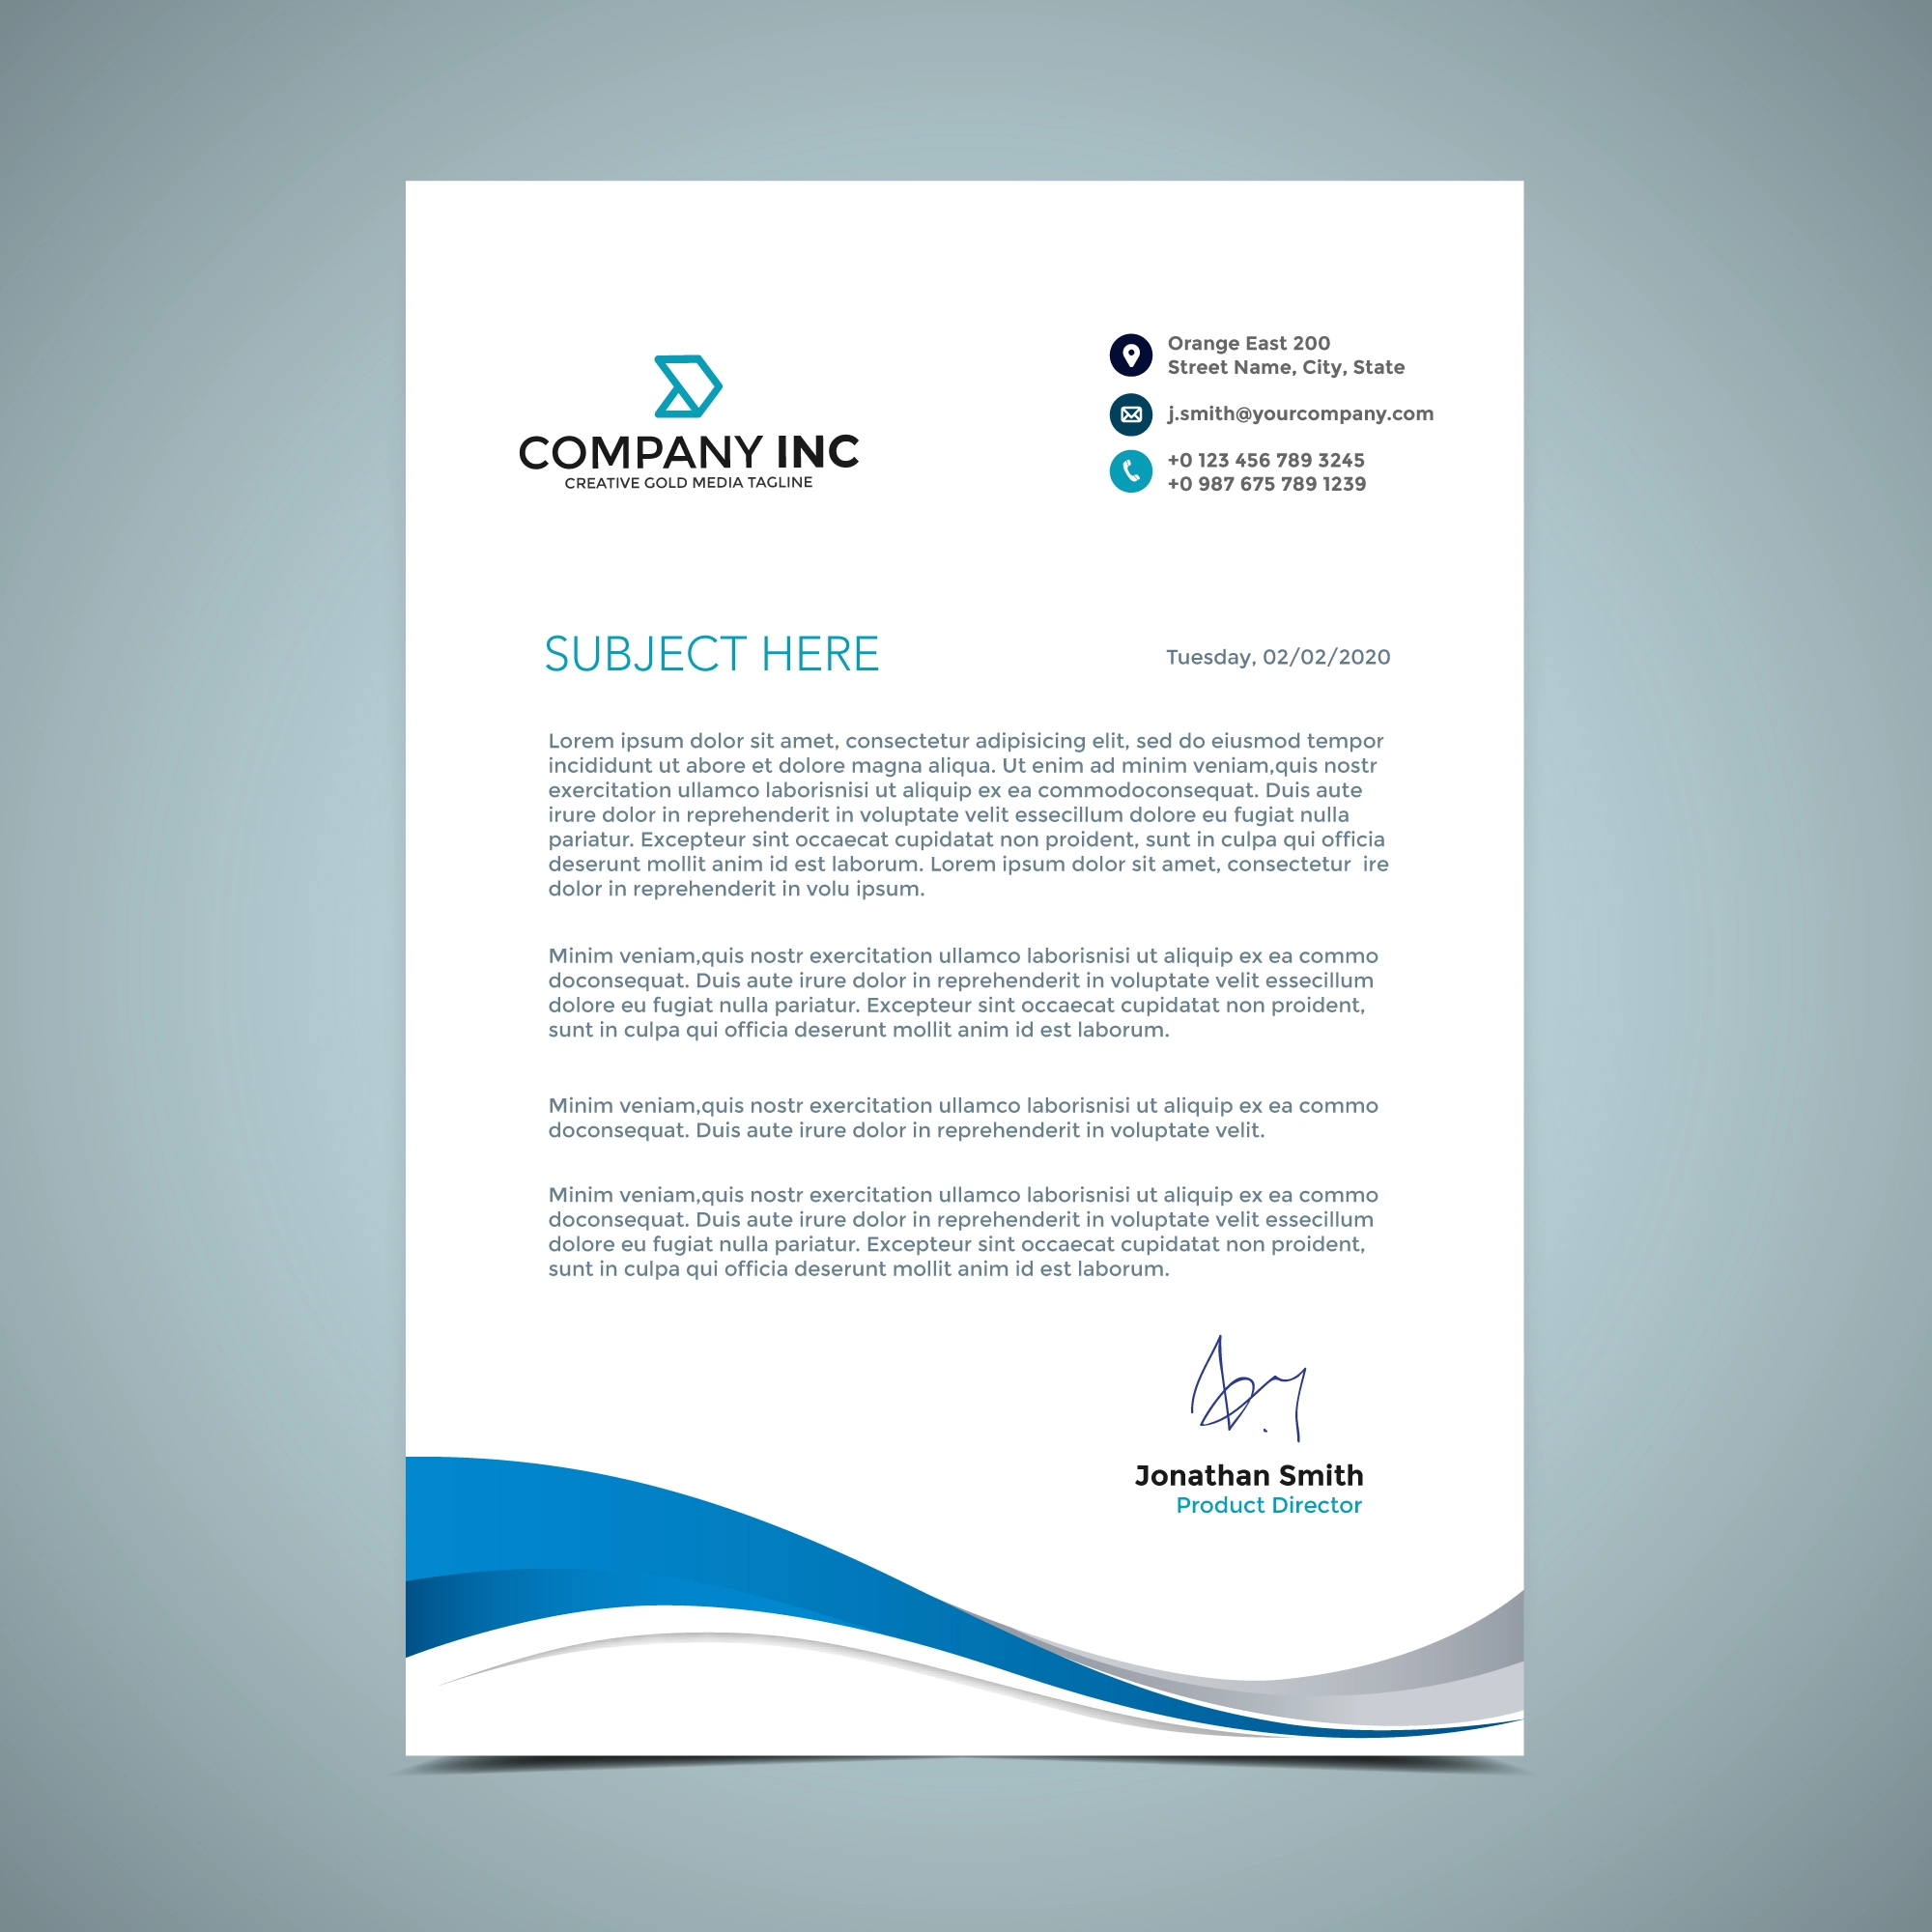 COMPANY INC
CREATIVE GOLD MEDIA TAGLINE
Orange East 200
Street Name, City, State
j.smith@yourcompany.com
+0 123 456 789 3245
+0 987 675 789 1239
SUBJECT HERE
Tuesday, 02/02/2020
Lorem ipsum dolor sit amet, consectetur adipisicing elit, sed do eiusmod tempor
incididunt ut abore et dolore magna aliqua. Ut enim ad minim veniam,quis nostr
exercitation ullamco laborisnisi ut aliquip ex ea commodoconsequat. Duis aute
irure dolor in reprehenderit in voluptate velit essecillum dolore eu fugiat nulla
pariatur. Excepteur sint occaecat cupidatat non proident, sunt in culpa qui officia
deserunt mollit anim id est laborum. Lorem ipsum dolor sit amet, consectetur  ire
dolor in reprehenderit in volu ipsum.
Minim veniam,quis nostr exercitation ullamco laborisnisi ut aliquip ex ea commo
doconsequat. Duis aute irure dolor in reprehenderit in voluptate velit essecillum
dolore eu fugiat nulla pariatur. Excepteur sint occaecat cupidatat non proident,
sunt in culpa qui officia deserunt mollit anim id est laborum.
Minim veniam,quis nostr exercitation ullamco laborisnisi ut aliquip ex ea commo
doconsequat. Duis aute irure dolor in reprehenderit in voluptate velit.
Minim veniam,quis nostr exercitation ullamco laborisnisi ut aliquip ex ea commo
doconsequat. Duis aute irure dolor in reprehenderit in voluptate velit essecillum
dolore eu fugiat nulla pariatur. Excepteur sint occaecat cupidatat non proident,
sunt in culpa qui officia deserunt mollit anim id est laborum.
Jonathan Smith
Product Director